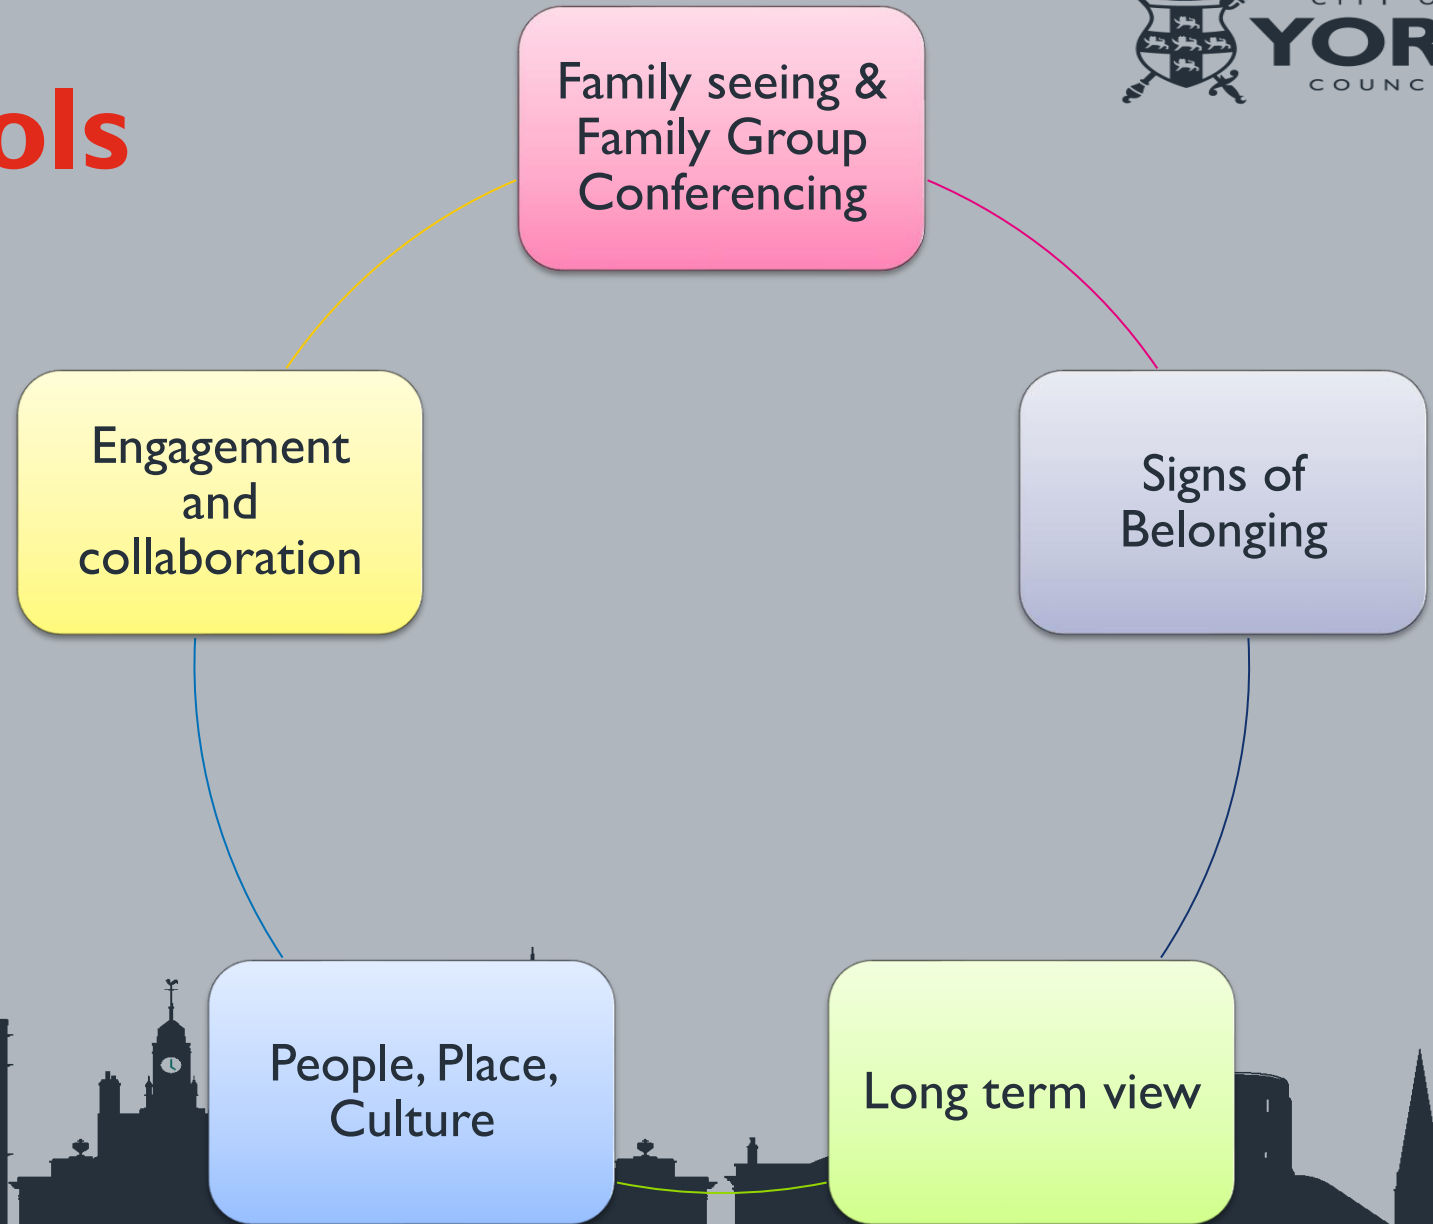 ols
YOR
COUNC
Family seeing &
Family Group
Conferencing
Engagement
and
collaboration
Signs of
Belonging
People, Place,
Culture
Long term view